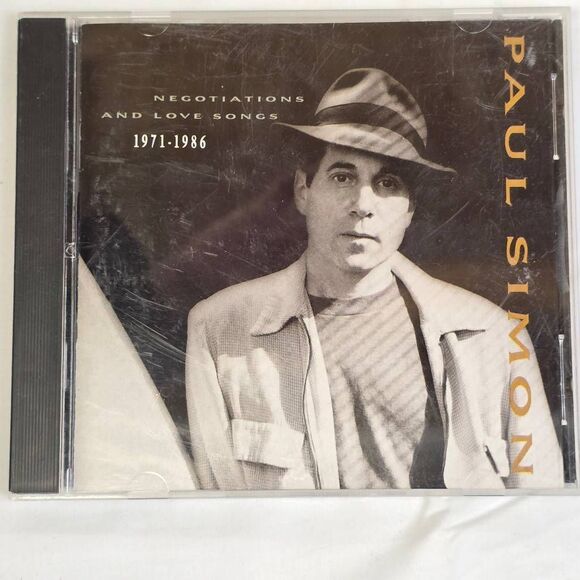 NEGOTIATIONS
AND LOVE SONGS
1971-1986
PAUL SIMON